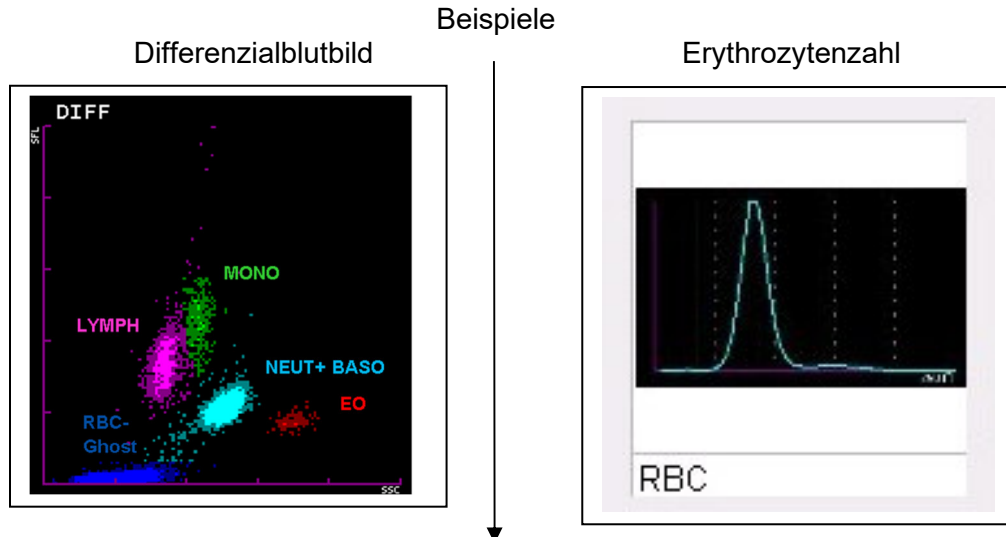 Beispiele
Differenzialblutbild
Erythrozytenzahl
DIFF
SFL
MONO
LYMPH
NEUT+ BASO
EO
RBC-
Ghost
SSC
RBC